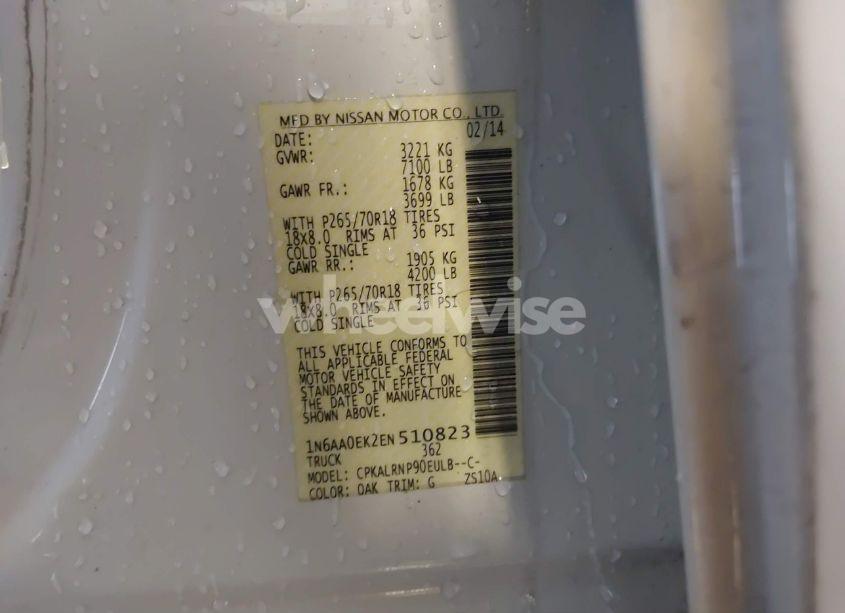 MFD BY NISSAN MOTOR CO., LTD.
DATE: 02/14
GVWR: 3221 KG
7100 LB
GAWR FR.: 1678 KG
3699 LB
WITH P265/70R18 TIRES
18X8.0 RIMS AT 36 PSI
COLD SINGLE
GAWR RR.: 1905 KG
4200 LB
WITH P265/70R18 TIRES
18X8.0 RIMS AT 36 PSI
COLD SINGLE
wheelwise
THIS VEHICLE CONFORMS TO
ALL APPLICABLE FEDERAL
MOTOR VEHICLE SAFETY
STANDARDS IN EFFECT ON
THE DATE OF MANUFACTURE
SHOWN ABOVE.
1N6AA0EK2EN510823
TRUCK 362
MODEL: CPKALRNP90EULB--C-
COLOR: QAK TRIM: G ZS10A